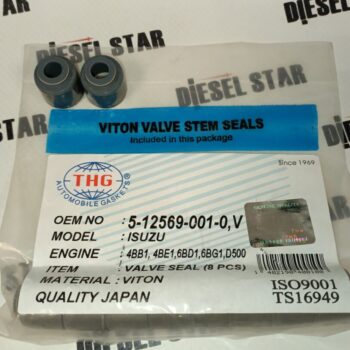 DIESEL STAR
DIESEL STAR
VITON VALVE STEM SEALS
Included in this package
Since 1969
THG
AUTOMOBILE GASKETS
OEM NO : 5-12569-001-0,V
MODEL : ISUZU
ENGINE : 4BB1, 4BE1,6BD1,6BG1,D500
ITEM : VALVE SEAL (8 PCS)
MATERIAL : VITON
QUALITY JAPAN
ISO9001
TS16949
DIESEL STAR